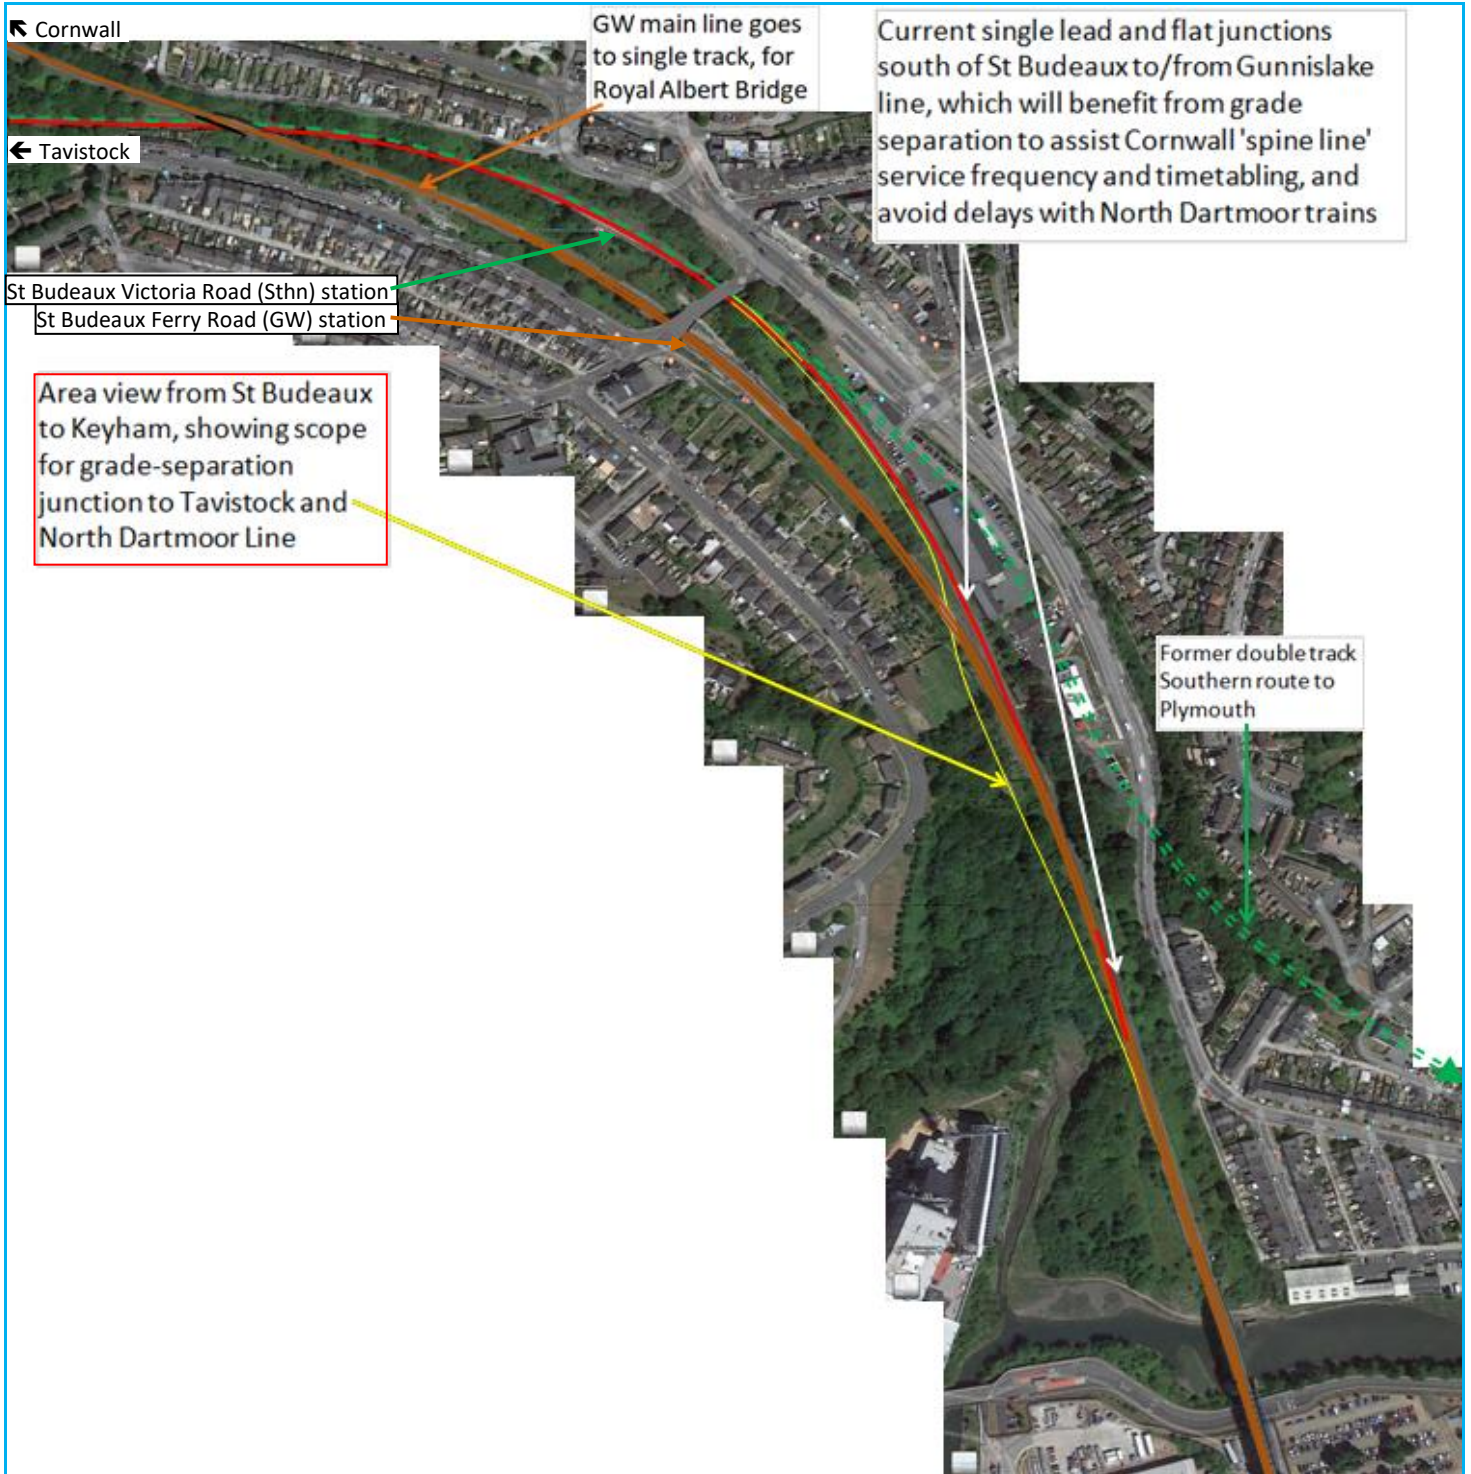 ↖ Cornwall
GW main line goes
to single track, for
Royal Albert Bridge
Current single lead and flat junctions
south of St Budeaux to/from Gunnislake
line, which will benefit from grade
separation to assist Cornwall 'spine line'
service frequency and timetabling, and
avoid delays with North Dartmoor trains
← Tavistock
St Budeaux Victoria Road (Sthn) station
St Budeaux Ferry Road (GW) station
Area view from St Budeaux
to Keyham, showing scope
for grade-separation
junction to Tavistock and
North Dartmoor Line
Former double track
Southern route to
Plymouth